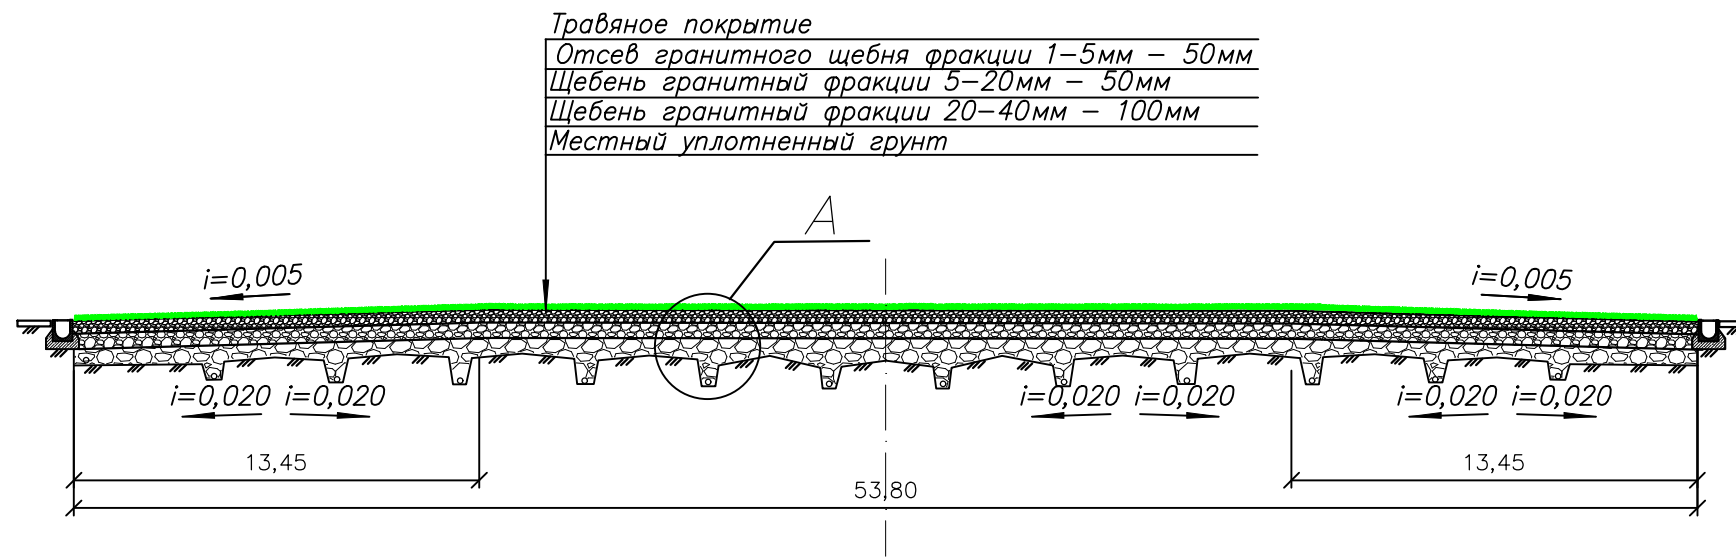 Травяное покрытие
Отсев гранитного щебня фракции 1-5мм - 50мм
Щебень гранитный фракции 5-20мм - 50мм
Щебень гранитный фракции 20-40мм - 100мм
Местный уплотненный грунт
А
i=0,005
i=0,005
i=0,020 i=0,020 i=0,020 i=0,020 i=0,020 i=0,020
13,45 13,45
53,80